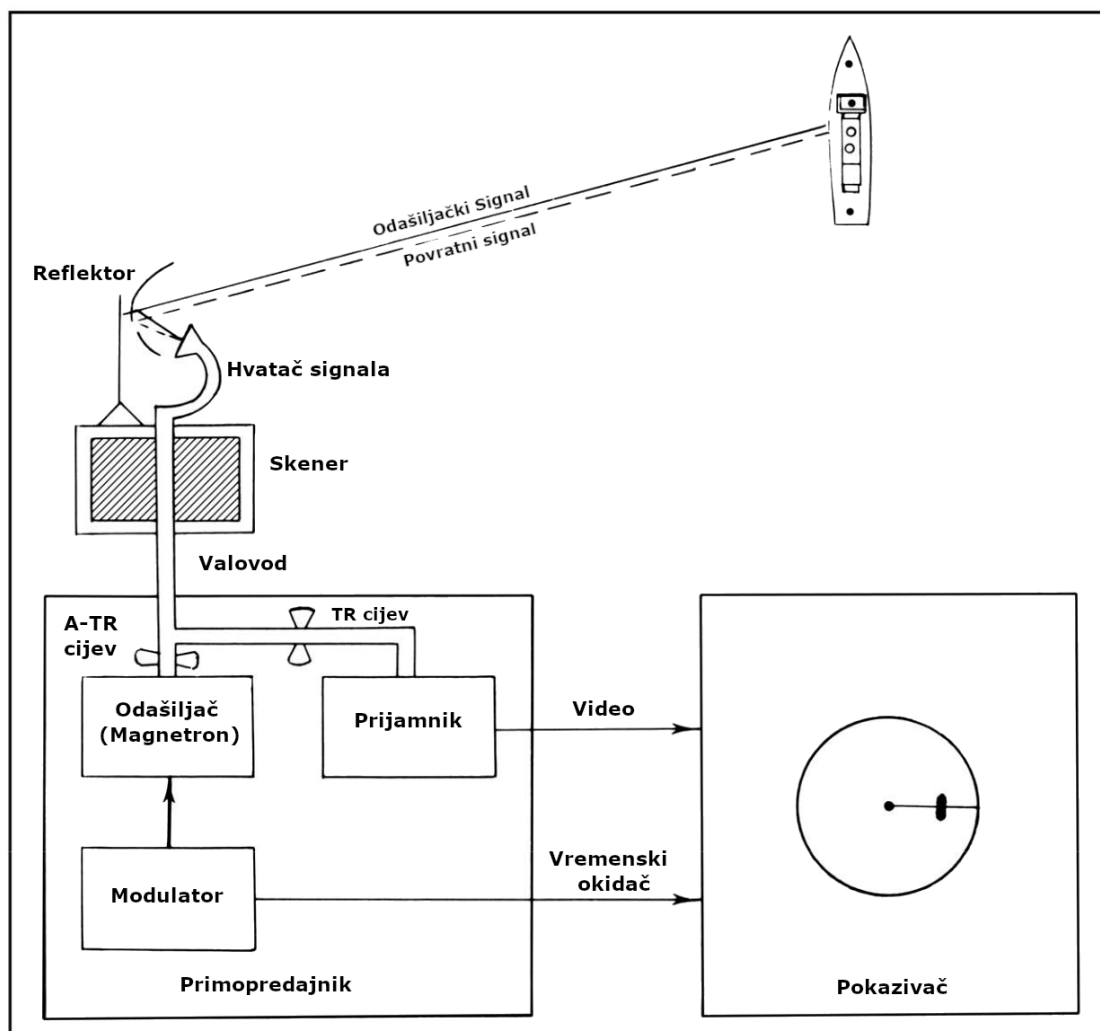 Odašiljački Signal
Povratni signal
Reflektor
Hvatač signala
Skener
Valovod
A-TR
cijev
TR cijev
Odašiljač
(Magnetron)
Prijamnik
Video
Modulator
Vremenski
okidač
Primopredajnik
Pokazivač